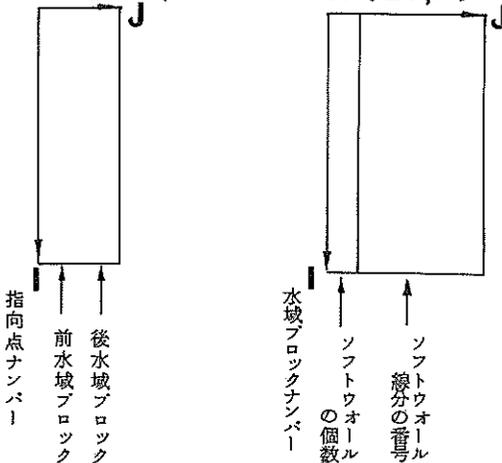 J
I
指向点ナンバー
前水域ブロック
後水域ブロック
J
I
水域ブロックナンバー
ソフトウオール
の個数
ソフトウオール
線分の番号